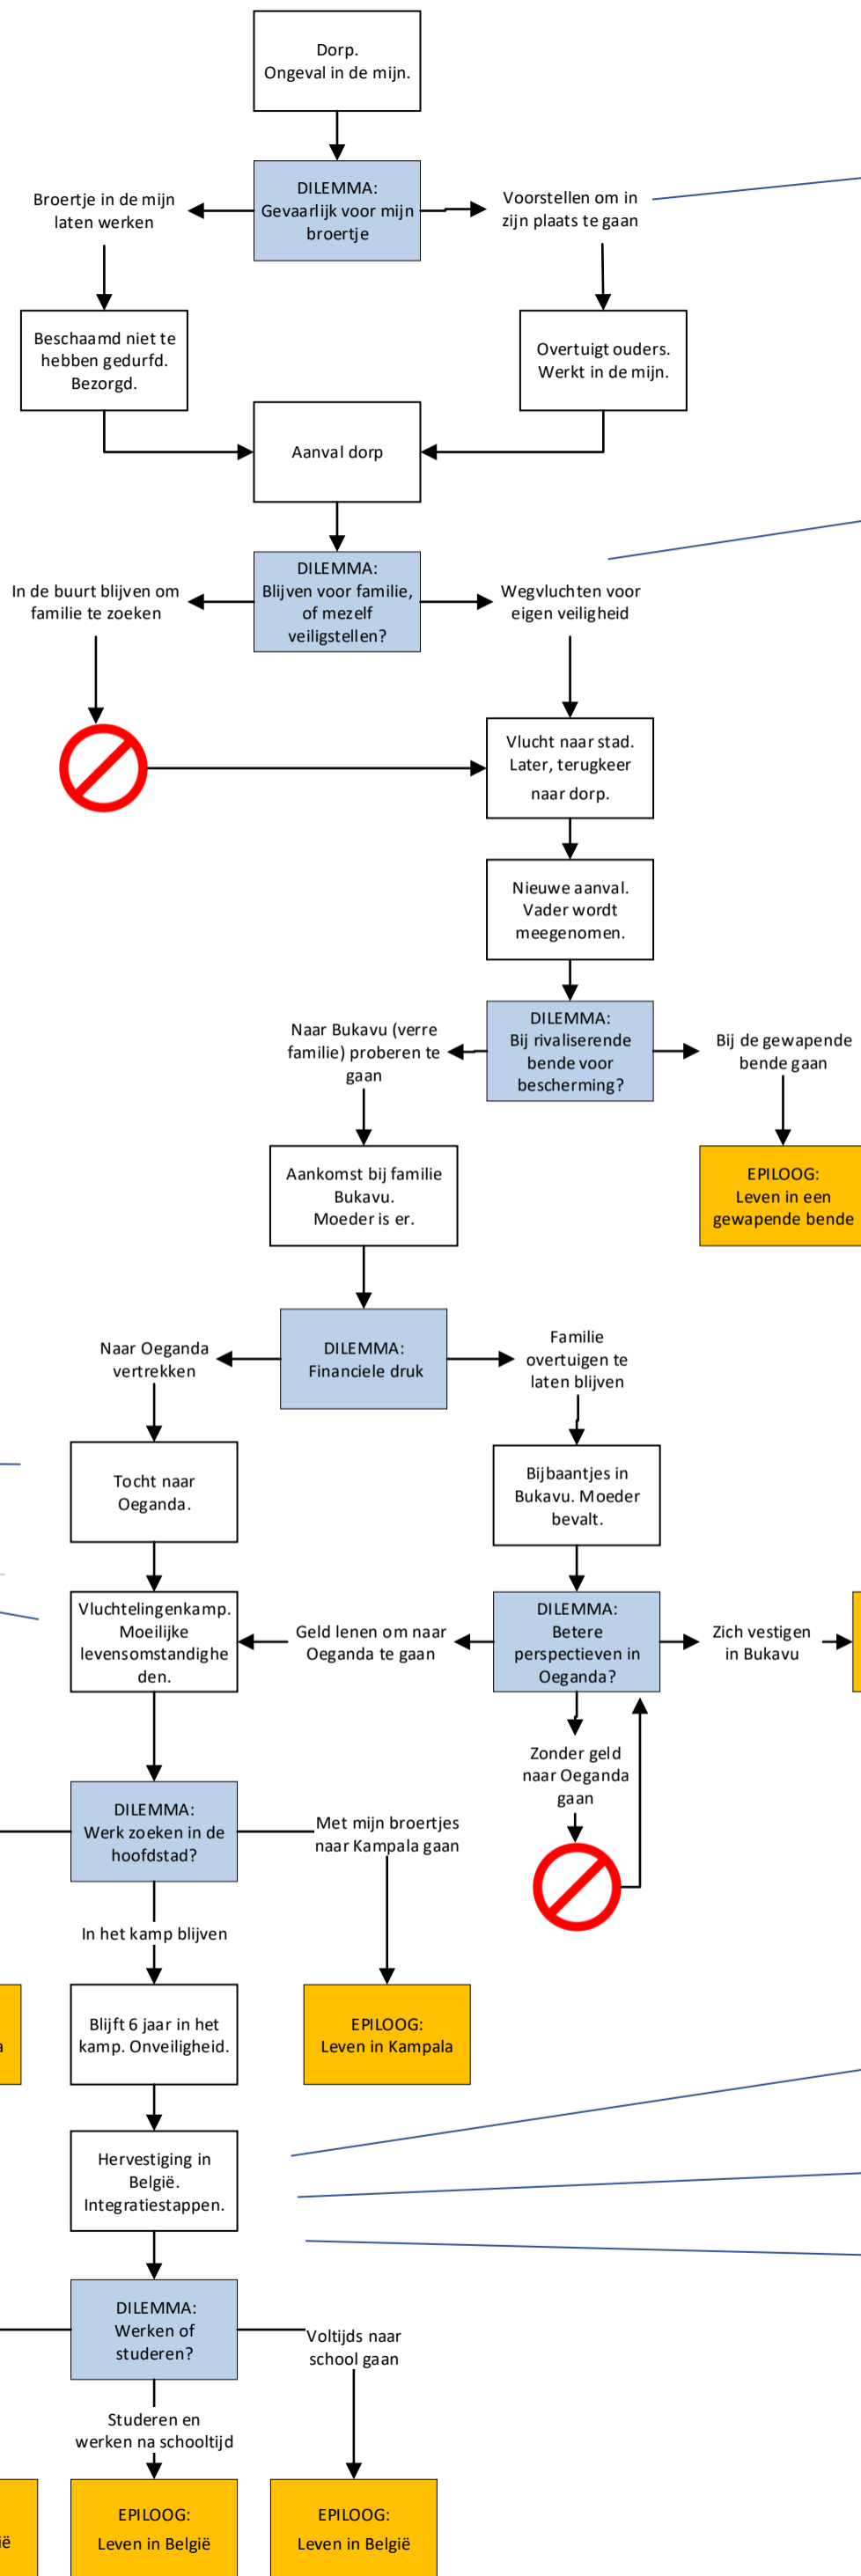 Dorp.
Ongeval in de mijn.
DILEMMA:
Gevaarlijk voor mijn
broertje
Broertje in de mijn
laten werken
Voorstellen om in
zijn plaats te gaan
Beschaamd niet te
hebben gedurfd.
Bezorgd.
Overtuigt ouders.
Werkt in de mijn.
Aanval dorp
DILEMMA:
Blijven voor familie,
of mezelf
veiligstellen?
In de buurt blijven om
familie te zoeken
Wegvluchten voor
eigen veiligheid
Vlucht naar stad.
Later, terugkeer
naar dorp.
Nieuwe aanval.
Vader wordt
meegenomen.
DILEMMA:
Bij rivaliserende
bende voor
bescherming?
Naar Bukavu (verre
familie) proberen te
gaan
Bij de gewapende
bende gaan
Aankomst bij familie
Bukavu.
Moeder is er.
EPILOOG:
Leven in een
gewapende bende
DILEMMA:
Financiele druk
Naar Oeganda
vertrekken
Familie
overtuigen te
laten blijven
Tocht naar
Oeganda.
Bijbaantjes in
Bukavu. Moeder
bevalt.
Vluchtelingenkamp.
Moeilijke
levensomstandighe
den.
Geld lenen om naar
Oeganda te gaan
DILEMMA:
Betere
perspectieven in
Oeganda?
Zich vestigen
in Bukavu
Zonder geld
naar Oeganda
gaan
DILEMMA:
Werk zoeken in de
hoofdstad?
Met mijn broertjes
naar Kampala gaan
In het kamp blijven
a
Blijft 6 jaar in het
kamp. Onveiligheid.
EPILOOG:
Leven in Kampala
Hervestiging in
België.
Integratiestappen.
DILEMMA:
Werken of
studeren?
Voltijds naar
school gaan
Studeren en
werken na schooltijd
ië
EPILOOG:
Leven in België
EPILOOG:
Leven in België